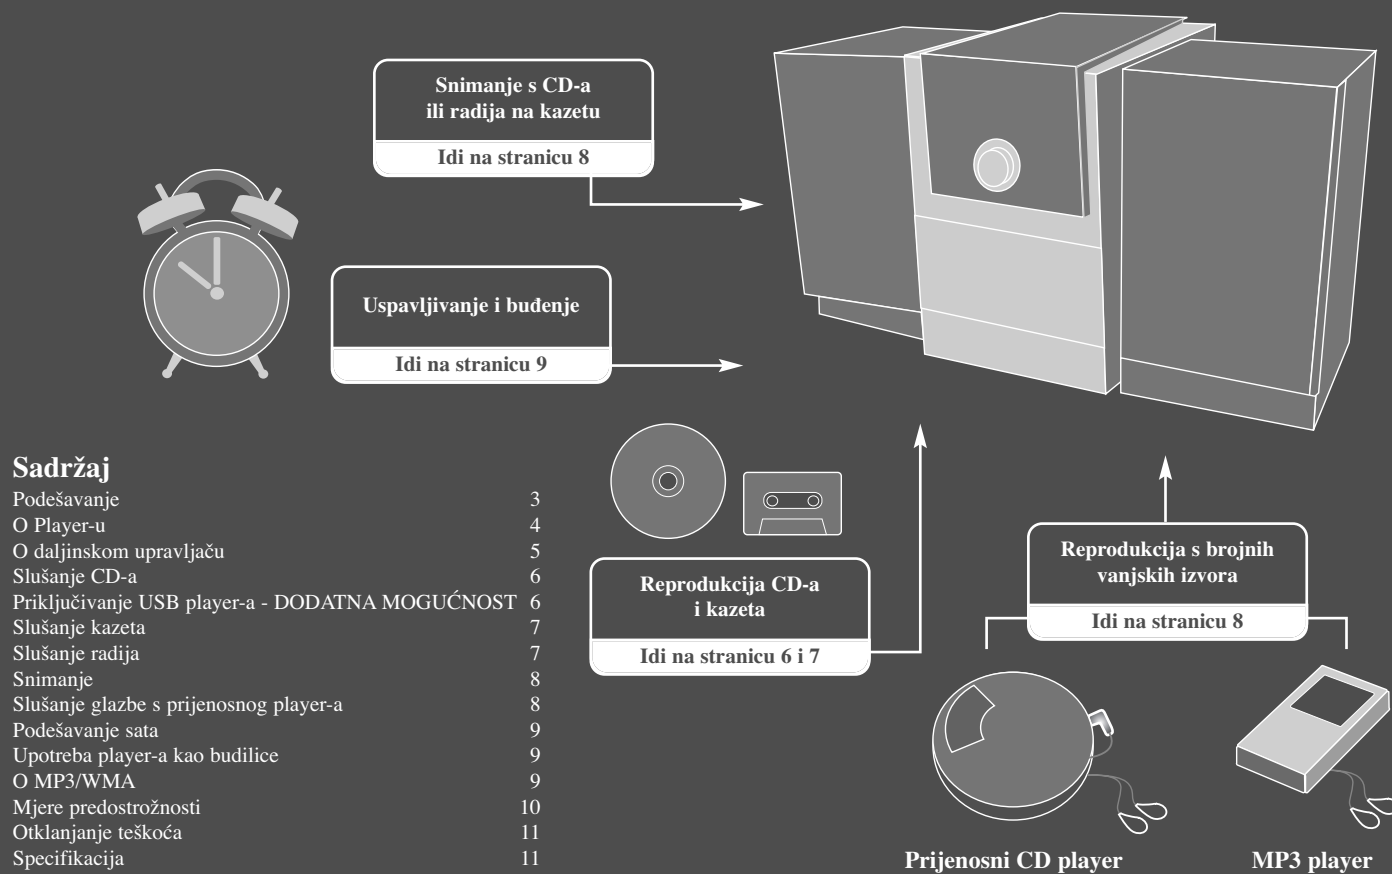 Snimanje s CD-a
ili radija na kazetu
Idi na stranicu 8
Uspavljivanje i buđenje
Idi na stranicu 9
Sadržaj
Podešavanje 3
O Player-u 4
O daljinskom upravljaču 5
Slušanje CD-a 6
Priključivanje USB player-a - DODATNA MOGUĆNOST 6
Slušanje kazeta 7
Slušanje radija 7
Snimanje 8
Slušanje glazbe s prijenosnog player-a 8
Podešavanje sata 9
Upotreba player-a kao budilice 9
O MP3/WMA 9
Mjere predostrožnosti 10
Otklanjanje teškoća 11
Specifikacija 11
Reprodukcija CD-a
i kazeta
Idi na stranicu 6 i 7
Reprodukcija s brojnih
vanjskih izvora
Idi na stranicu 8
Prijenosni CD player
MP3 player